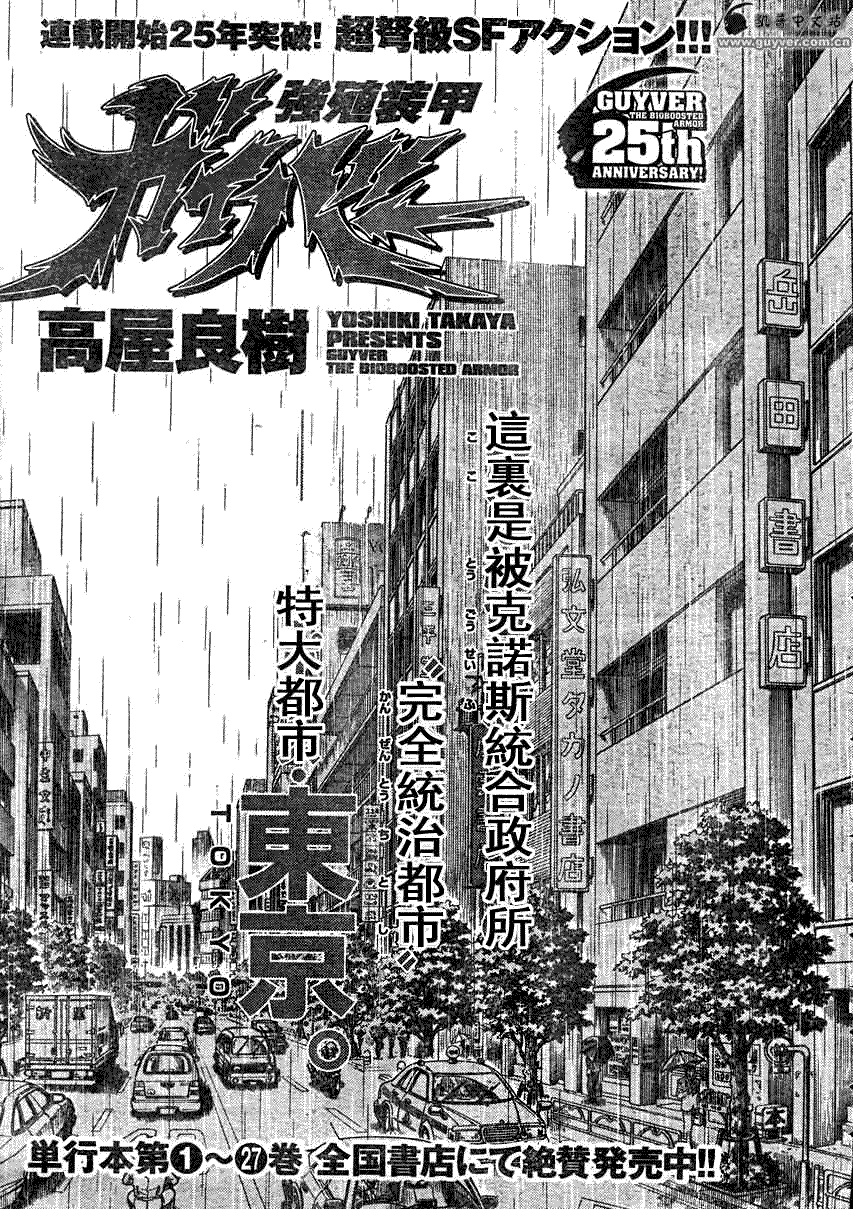 凱哥中文站
www.guyver.com.cn
連載開始25年突破! 超弩級SFアクション!!!
強殖装甲
ガイバー
GUYVER
THE BIOBOOSTED
ARMOR
25th
ANNIVERSARY!
高屋良樹
YOSHIKI TAKAYA
PRESENTS
GUYVER
THE BIOBOOSTED ARMOR
岳田書店
這裏是被克諾斯統合政府所
ここ とうごうせいふ
"完全統治都市"
かんぜんとうちとし
特大都市・
東京。
TOKYO
弘文堂タカノ書店
本
単行本第❶～㉗巻 全国書店にて絶賛発売中!!